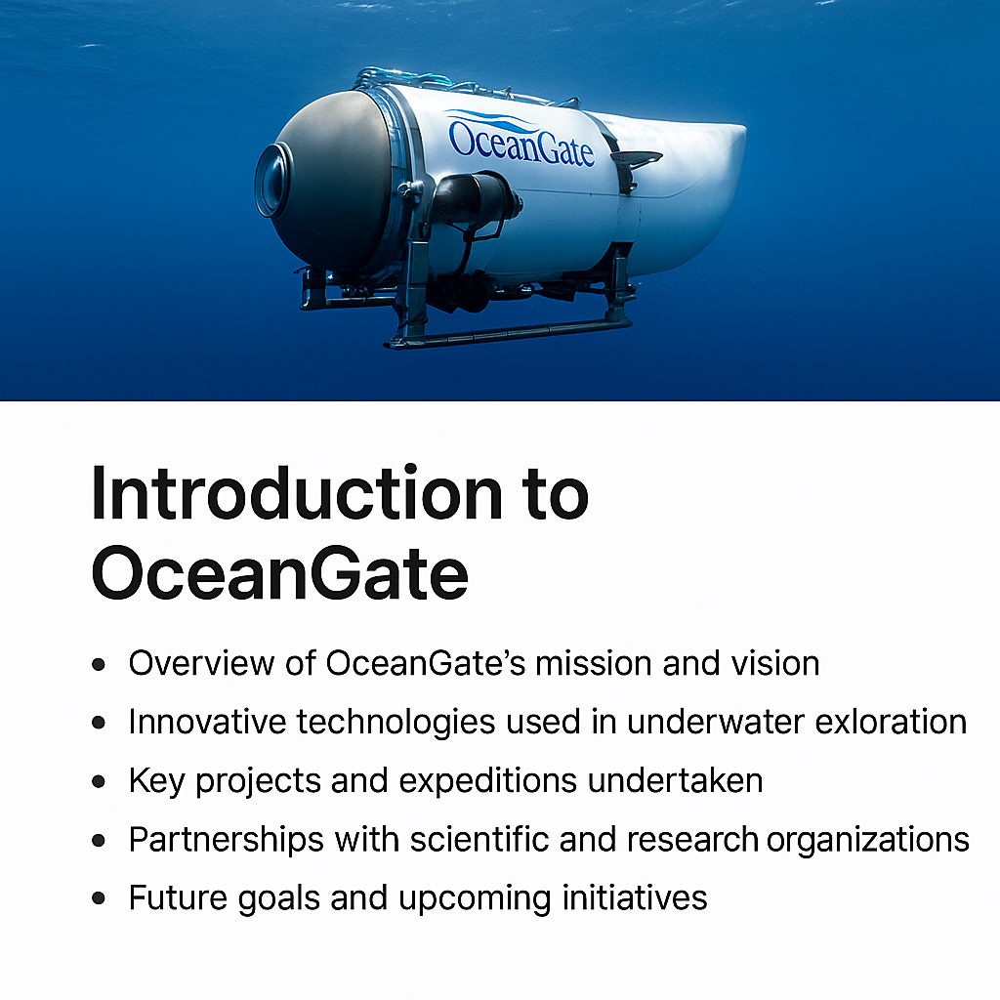 OceanGate
Introduction to
OceanGate
• Overview of OceanGate’s mission and vision
• Innovative technologies used in underwater exloration
• Key projects and expeditions undertaken
• Partnerships with scientific and research organizations
• Future goals and upcoming initiatives